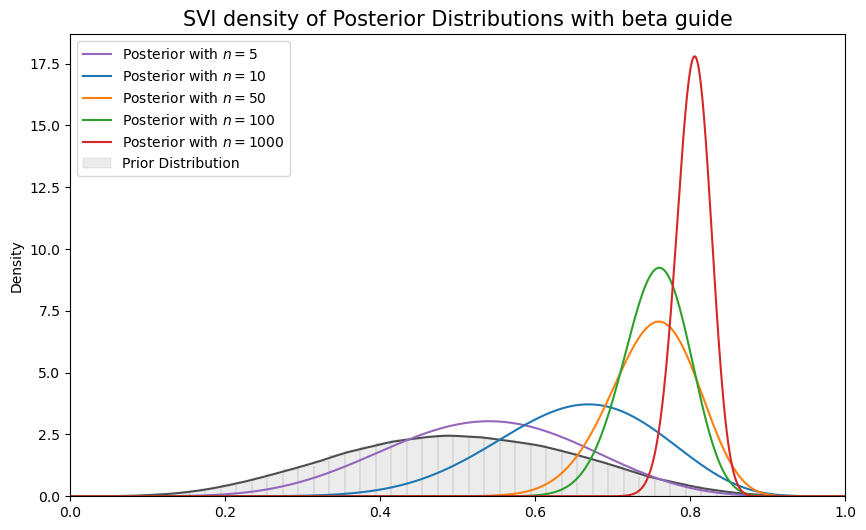 SVI density of Posterior Distributions with beta guide
Posterior with n = 5
Posterior with n = 10
Posterior with n = 50
Posterior with n = 100
Posterior with n = 1000
Prior Distribution
Density
17.5
15.0
12.5
10.0
7.5
5.0
2.5
0.0
0.0 0.2 0.4 0.6 0.8 1.0